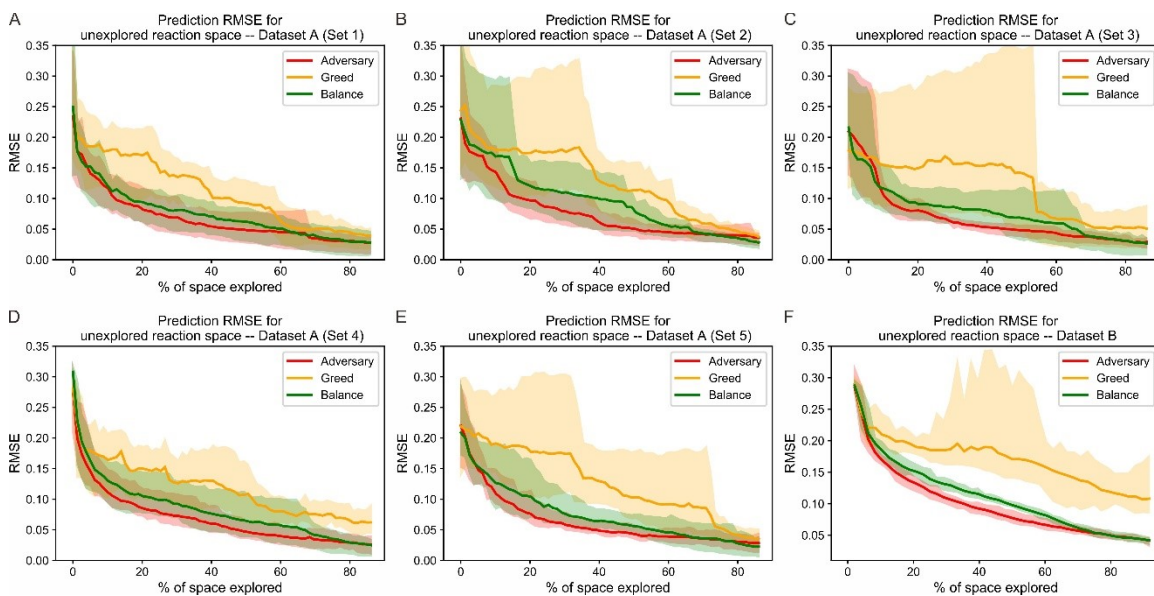 A
Prediction RMSE for
unexplored reaction space -- Dataset A (Set 1)
0.35
0.30
0.25
0.20
0.15
0.10
0.05
0.00
RMSE
Adversary
Greed
Balance
0 20 40 60 80
% of space explored
B
Prediction RMSE for
unexplored reaction space -- Dataset A (Set 2)
0.35
0.30
0.25
0.20
0.15
0.10
0.05
0.00
RMSE
Adversary
Greed
Balance
0 20 40 60 80
% of space explored
C
Prediction RMSE for
unexplored reaction space -- Dataset A (Set 3)
0.35
0.30
0.25
0.20
0.15
0.10
0.05
0.00
RMSE
Adversary
Greed
Balance
0 20 40 60 80
% of space explored
D
Prediction RMSE for
unexplored reaction space -- Dataset A (Set 4)
0.35
0.30
0.25
0.20
0.15
0.10
0.05
0.00
RMSE
Adversary
Greed
Balance
0 20 40 60 80
% of space explored
E
Prediction RMSE for
unexplored reaction space -- Dataset A (Set 5)
0.35
0.30
0.25
0.20
0.15
0.10
0.05
0.00
RMSE
Adversary
Greed
Balance
0 20 40 60 80
% of space explored
F
Prediction RMSE for
unexplored reaction space -- Dataset B
0.35
0.30
0.25
0.20
0.15
0.10
0.05
0.00
RMSE
Adversary
Greed
Balance
0 20 40 60 80
% of space explored